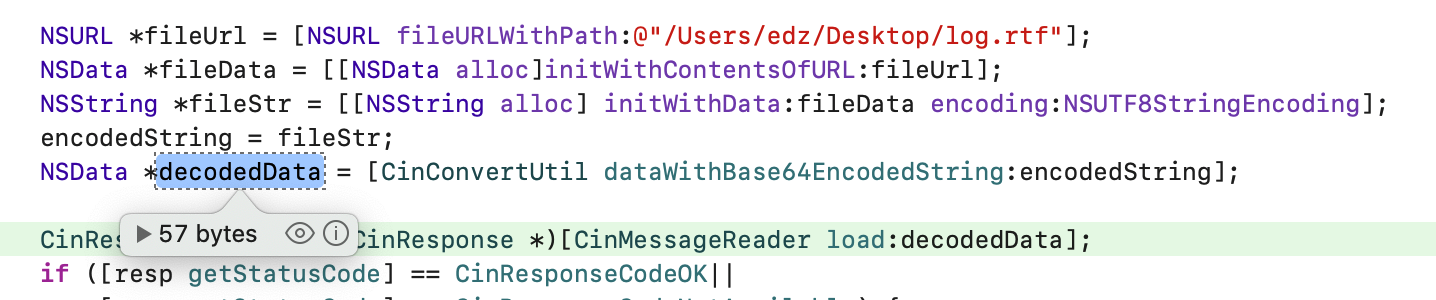 NSURL *fileUrl = [NSURL fileURLWithPath:@"/Users/edz/Desktop/log.rtf"];
NSData *fileData = [[NSData alloc]initWithContentsOfURL:fileUrl];
NSString *fileStr = [[NSString alloc] initWithData:fileData encoding:NSUTF8StringEncoding];
encodedString = fileStr;
NSData *decodedData = [CinConvertUtil dataWithBase64EncodedString:encodedString];
57 bytes
CinRes CinResponse *)[CinMessageReader load:decodedData];
if ([resp getStatusCode] == CinResponseCodeOK||